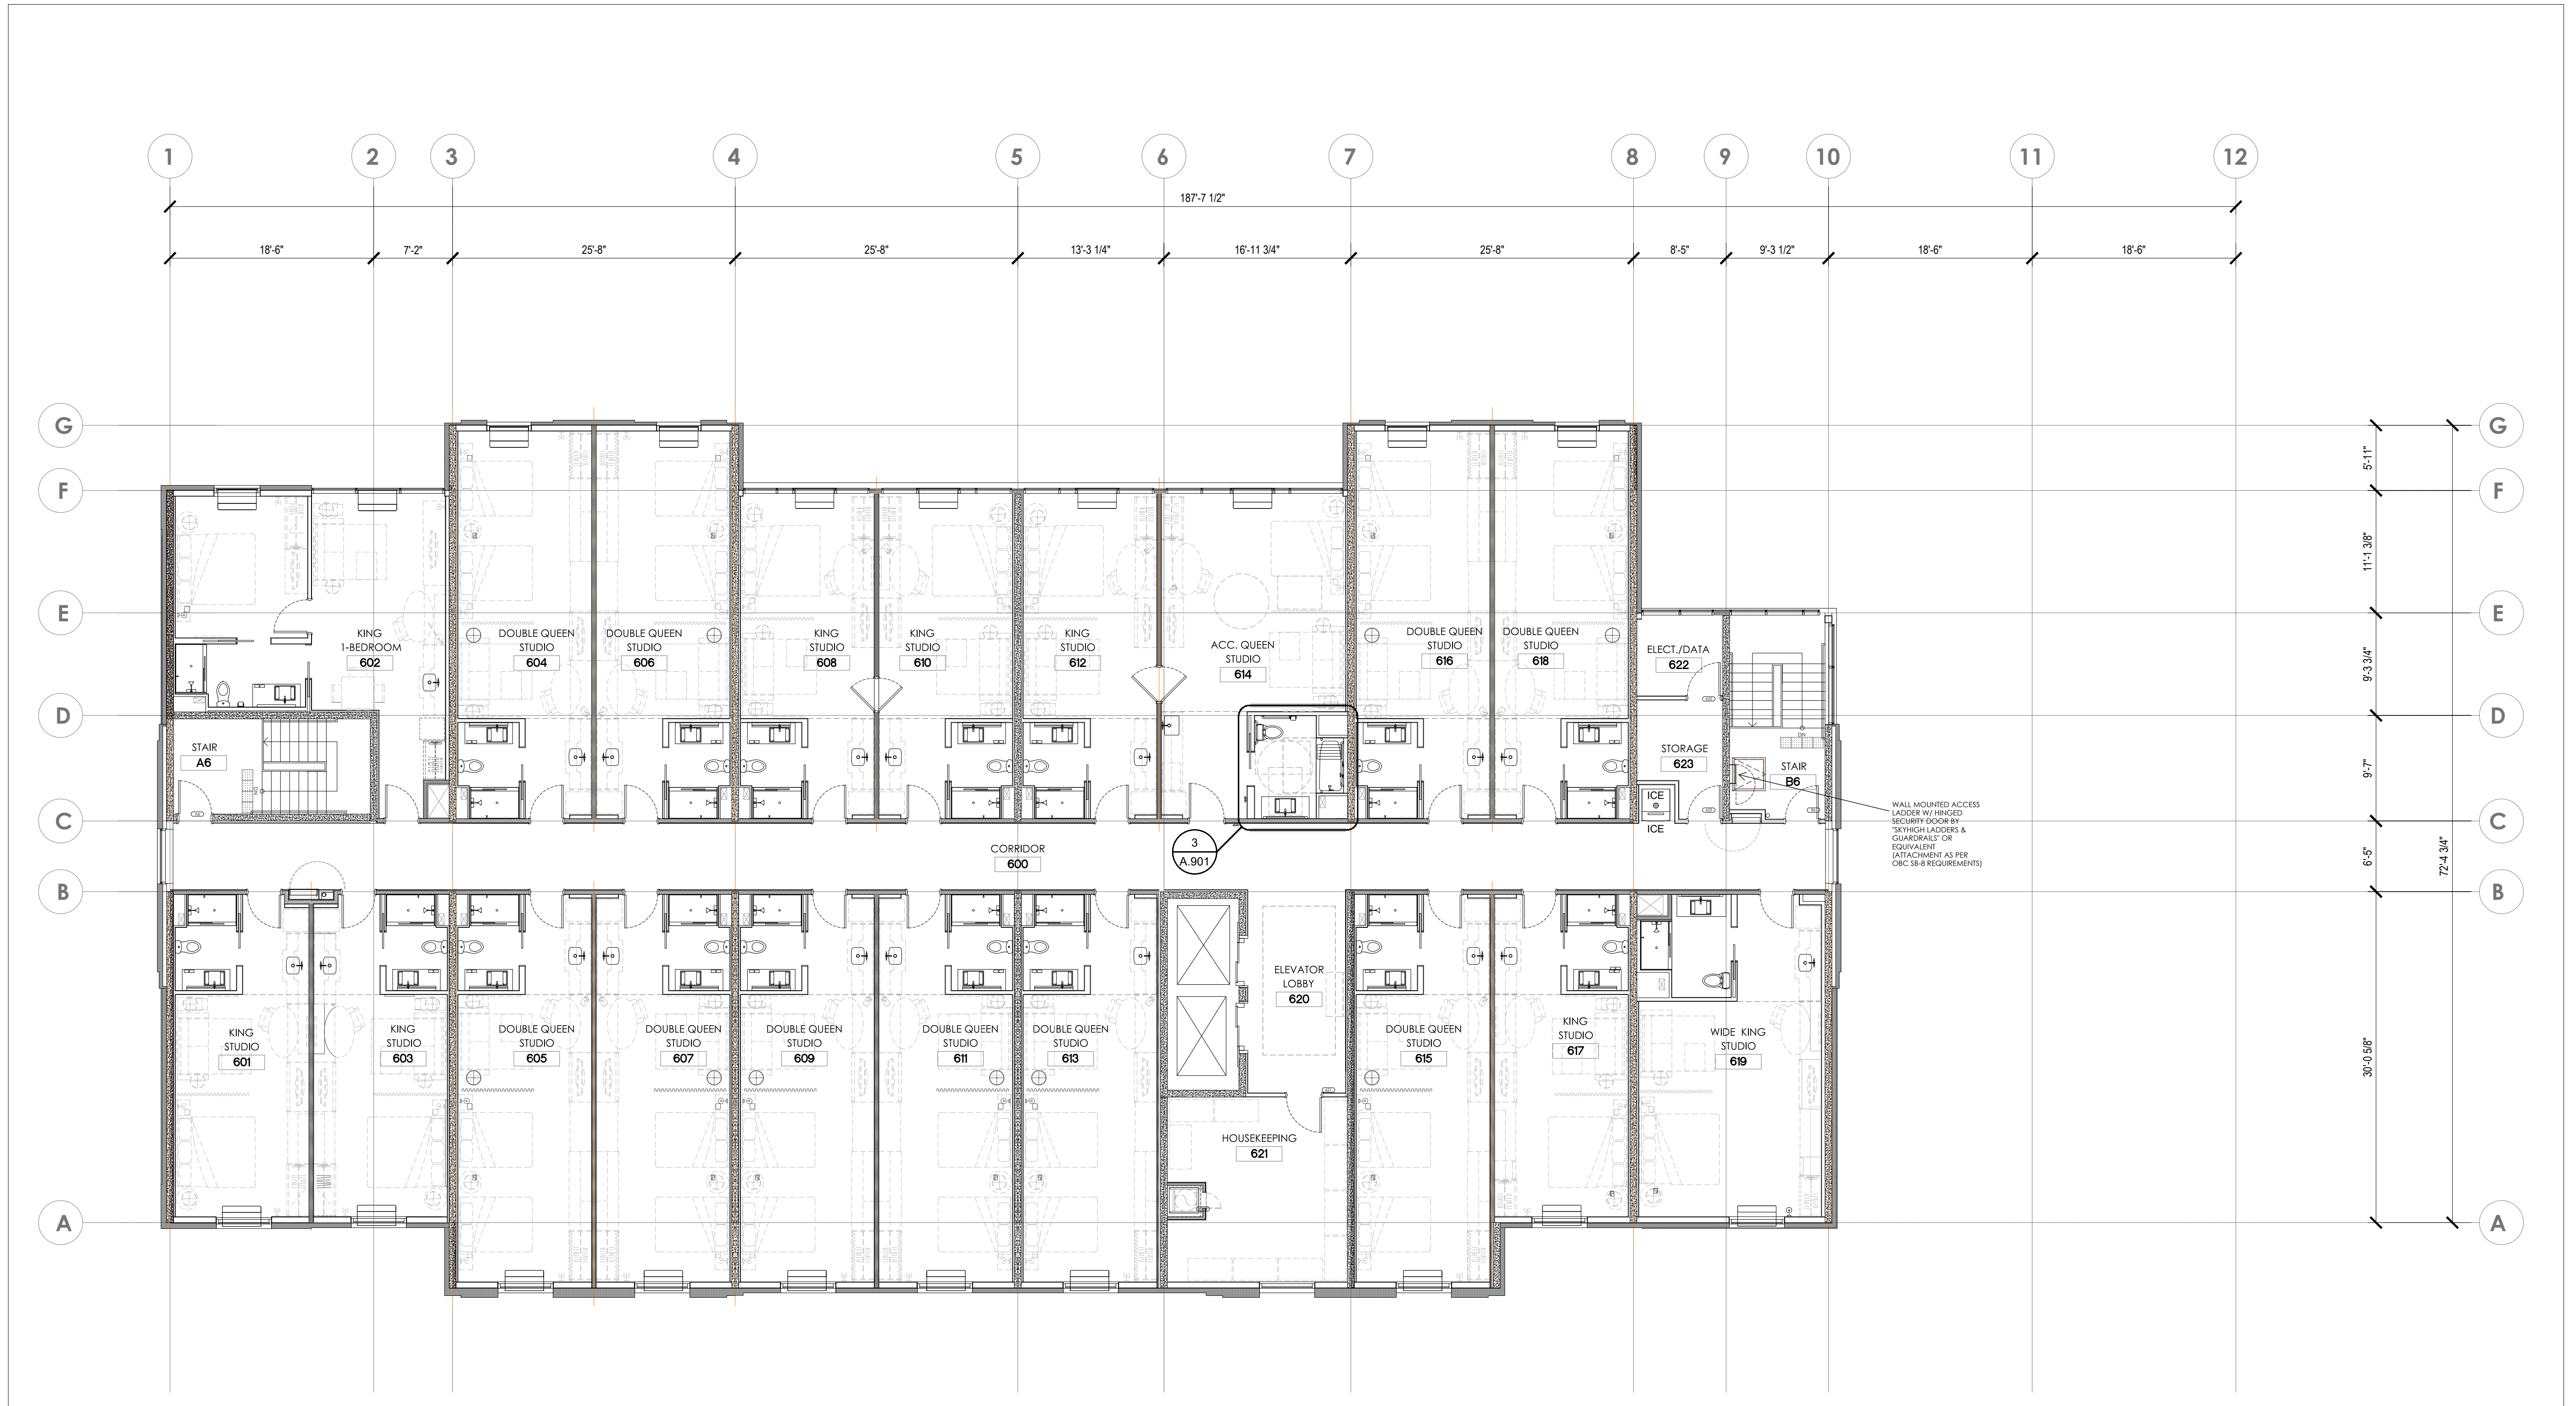 1 2 3 4 5 6 7 8 9 10 11 12
187'-7 1/2"
18'-6" 7'-2" 25'-8" 25'-8" 13'-3 1/4" 16'-11 3/4" 25'-8" 8'-5" 9'-3 1/2" 18'-6" 18'-6"
G G
5'-11"
F F
11'-1 3/8"
E E
9'-3 3/4"
D D
9'-7"
C C
6'-5"
72'-4 3/4"
B B
30'-0 5/8"
A A
KING
1-BEDROOM
602
DOUBLE QUEEN
STUDIO
604
DOUBLE QUEEN
STUDIO
606
KING
STUDIO
608
KING
STUDIO
610
KING
STUDIO
612
ACC. QUEEN
STUDIO
614
DOUBLE QUEEN
STUDIO
616
DOUBLE QUEEN
STUDIO
618
ELECT./DATA
622
STAIR
A6
STORAGE
623
DN
STAIR
B6
ICE
ICE
WALL MOUNTED ACCESS
LADDER W/ HINGED
SECURITY DOOR BY
"SKYHIGH LADDERS &
GUARDRAILS" OR
EQUIVALENT
(ATTACHMENT AS PER
OBC SB-8 REQUIREMENTS)
CORRIDOR
600
3
A.901
KING
STUDIO
601
KING
STUDIO
603
DOUBLE QUEEN
STUDIO
605
DOUBLE QUEEN
STUDIO
607
DOUBLE QUEEN
STUDIO
609
DOUBLE QUEEN
STUDIO
611
DOUBLE QUEEN
STUDIO
613
ELEVATOR
LOBBY
620
HOUSEKEEPING
621
DOUBLE QUEEN
STUDIO
615
KING
STUDIO
617
WIDE KING
STUDIO
619